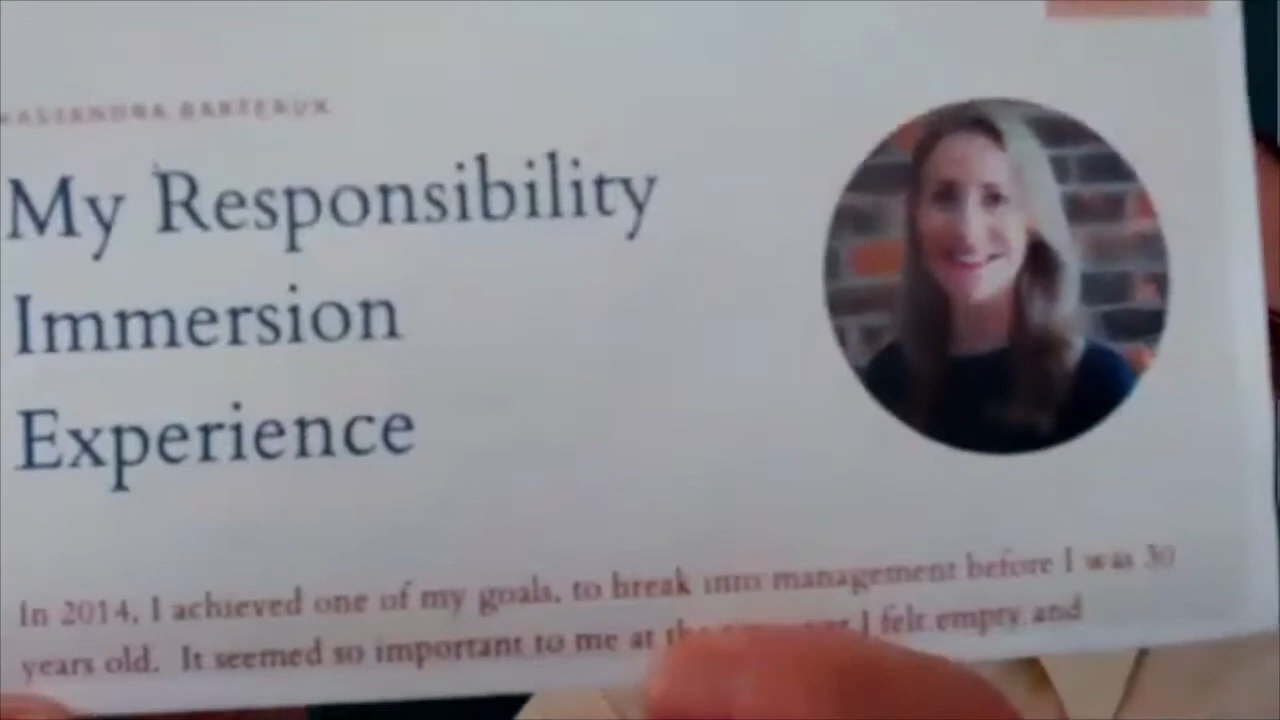 My Responsibility
Immersion
Experience
In 2014, I achieved one of my goals, to break into management before I was 30
years old. It seemed so important to me at I felt empty and